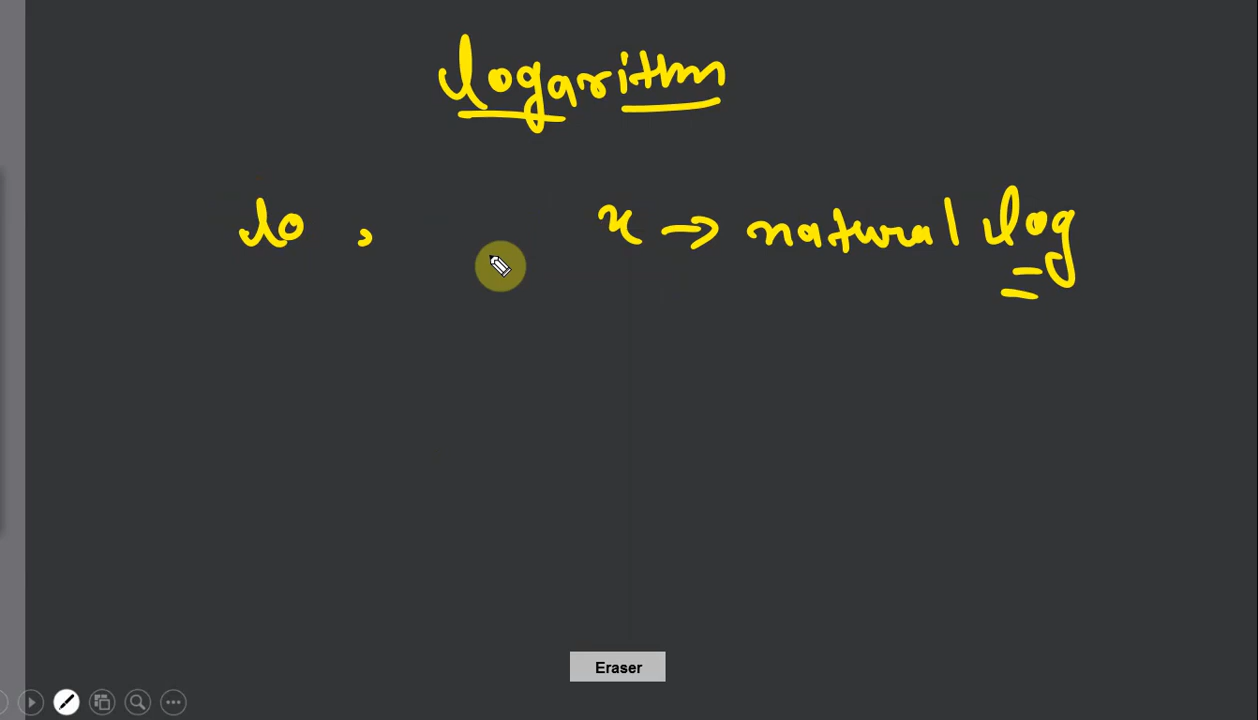 logarithm
lo , x → natural log
Eraser